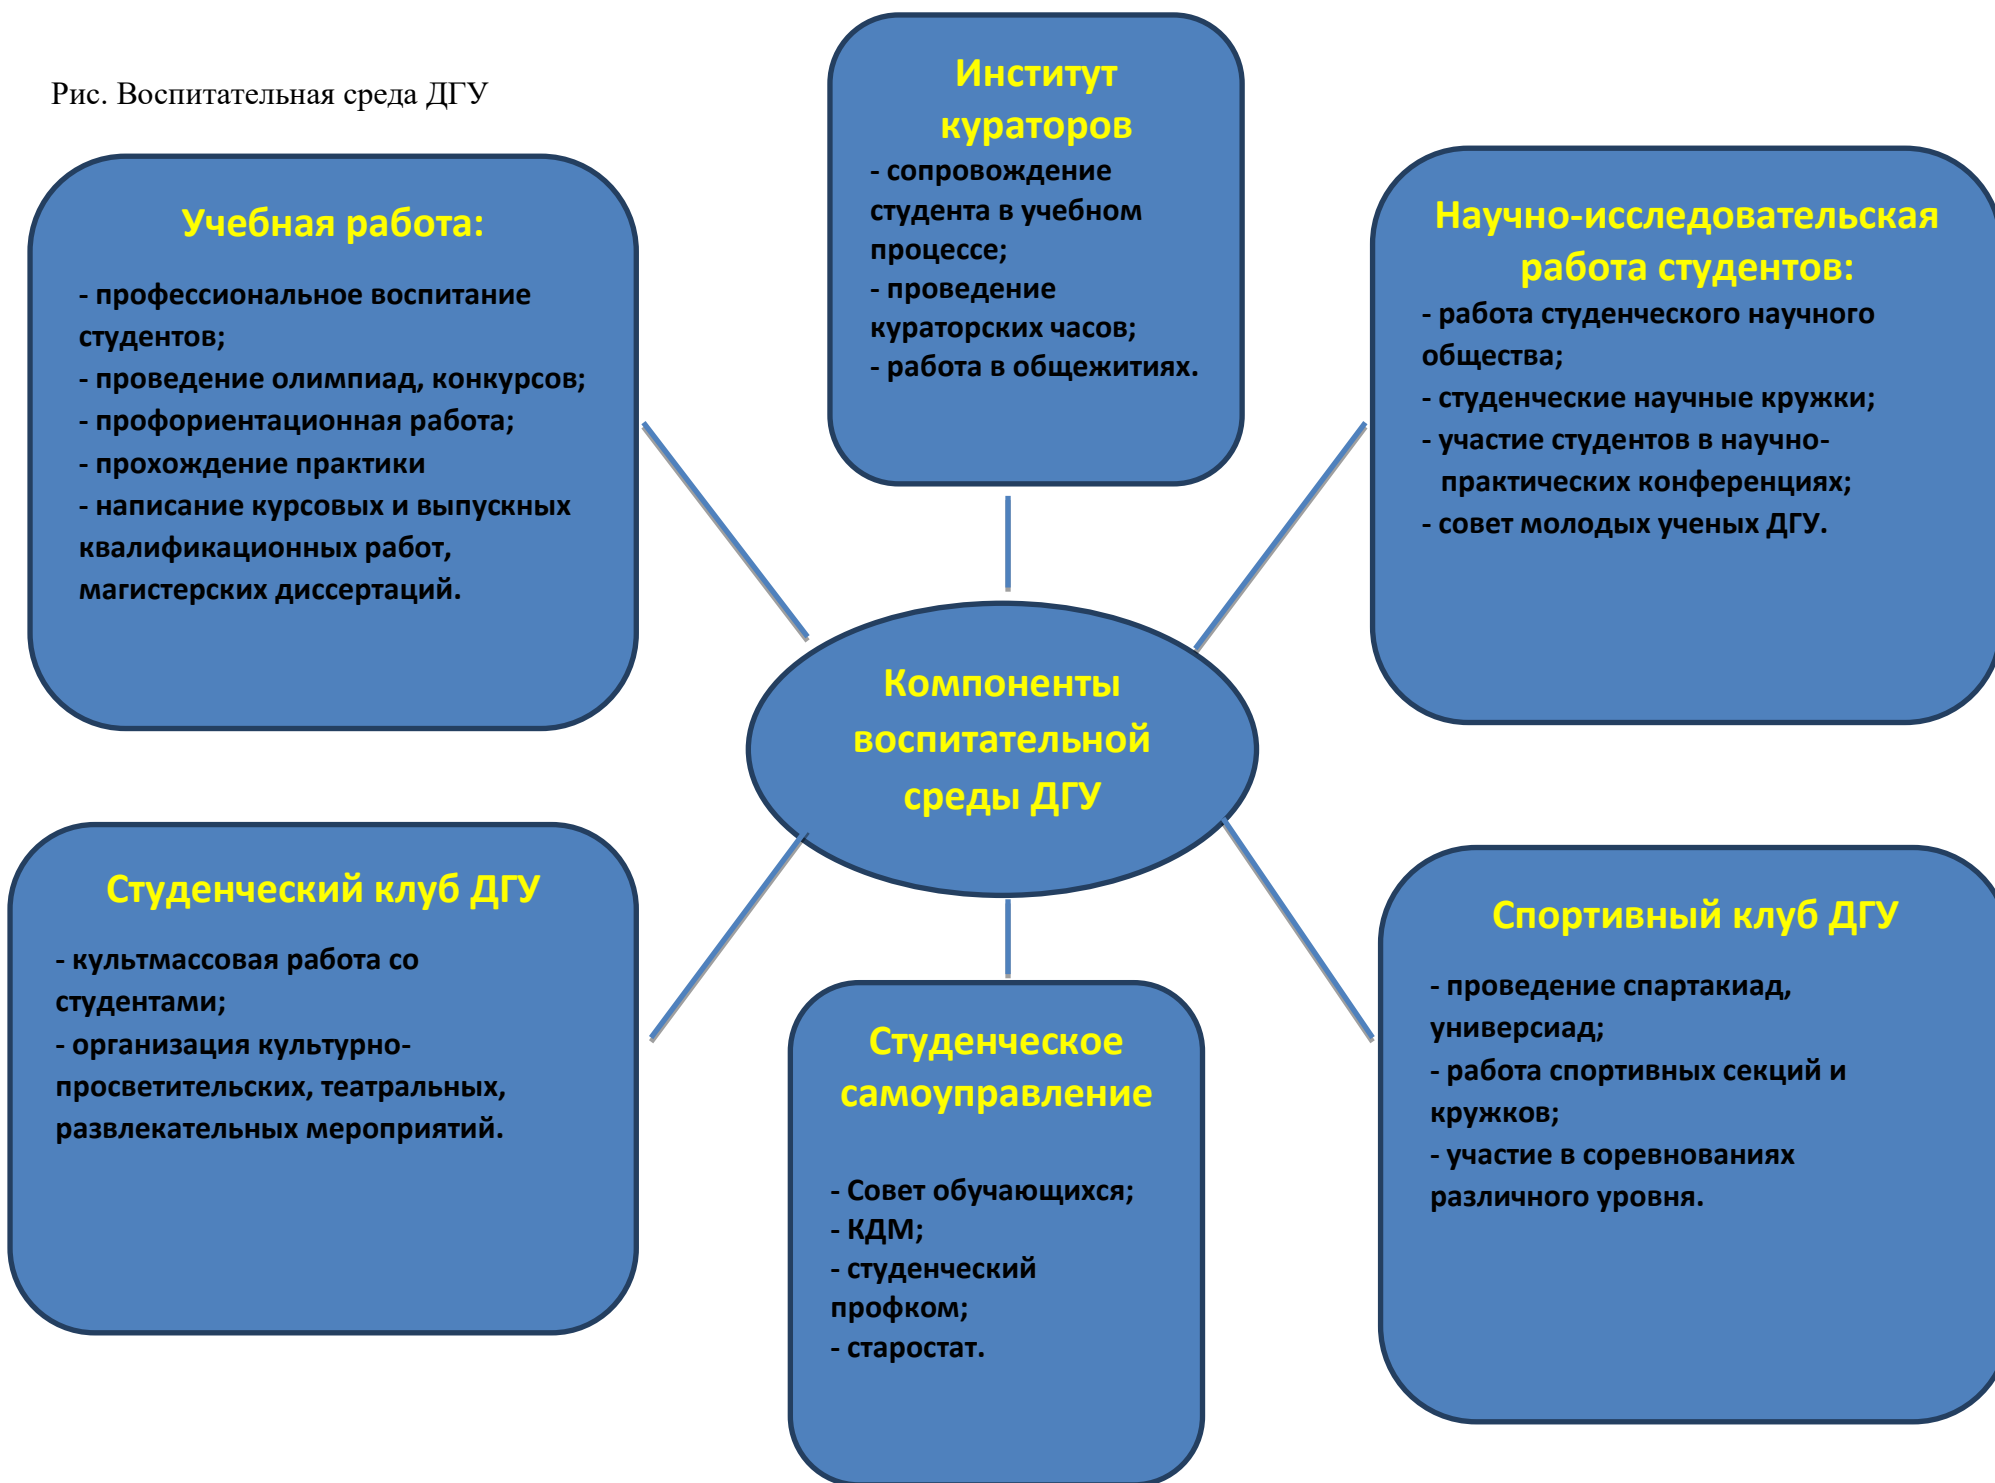 Рис. Воспитательная среда ДГУ
Институт
кураторов
- сопровождение
студента в учебном
процессе;
- проведение
кураторских часов;
- работа в общежитиях.
Учебная работа:
- профессиональное воспитание
студентов;
- проведение олимпиад, конкурсов;
- профориентационная работа;
- прохождение практики
- написание курсовых и выпускных
квалификационных работ,
магистерских диссертаций.
Научно-исследовательская
работа студентов:
- работа студенческого научного
общества;
- студенческие научные кружки;
- участие студентов в научно-
практических конференциях;
- совет молодых ученых ДГУ.
Компоненты
воспитательной
среды ДГУ
Студенческий клуб ДГУ
- культмассовая работа со
студентами;
- организация культурно-
просветительских, театральных,
развлекательных мероприятий.
Студенческое
самоуправление
- Совет обучающихся;
- КДМ;
- студенческий
профком;
- старостат.
Спортивный клуб ДГУ
- проведение спартакиад,
универсиад;
- работа спортивных секций и
кружков;
- участие в соревнованиях
различного уровня.